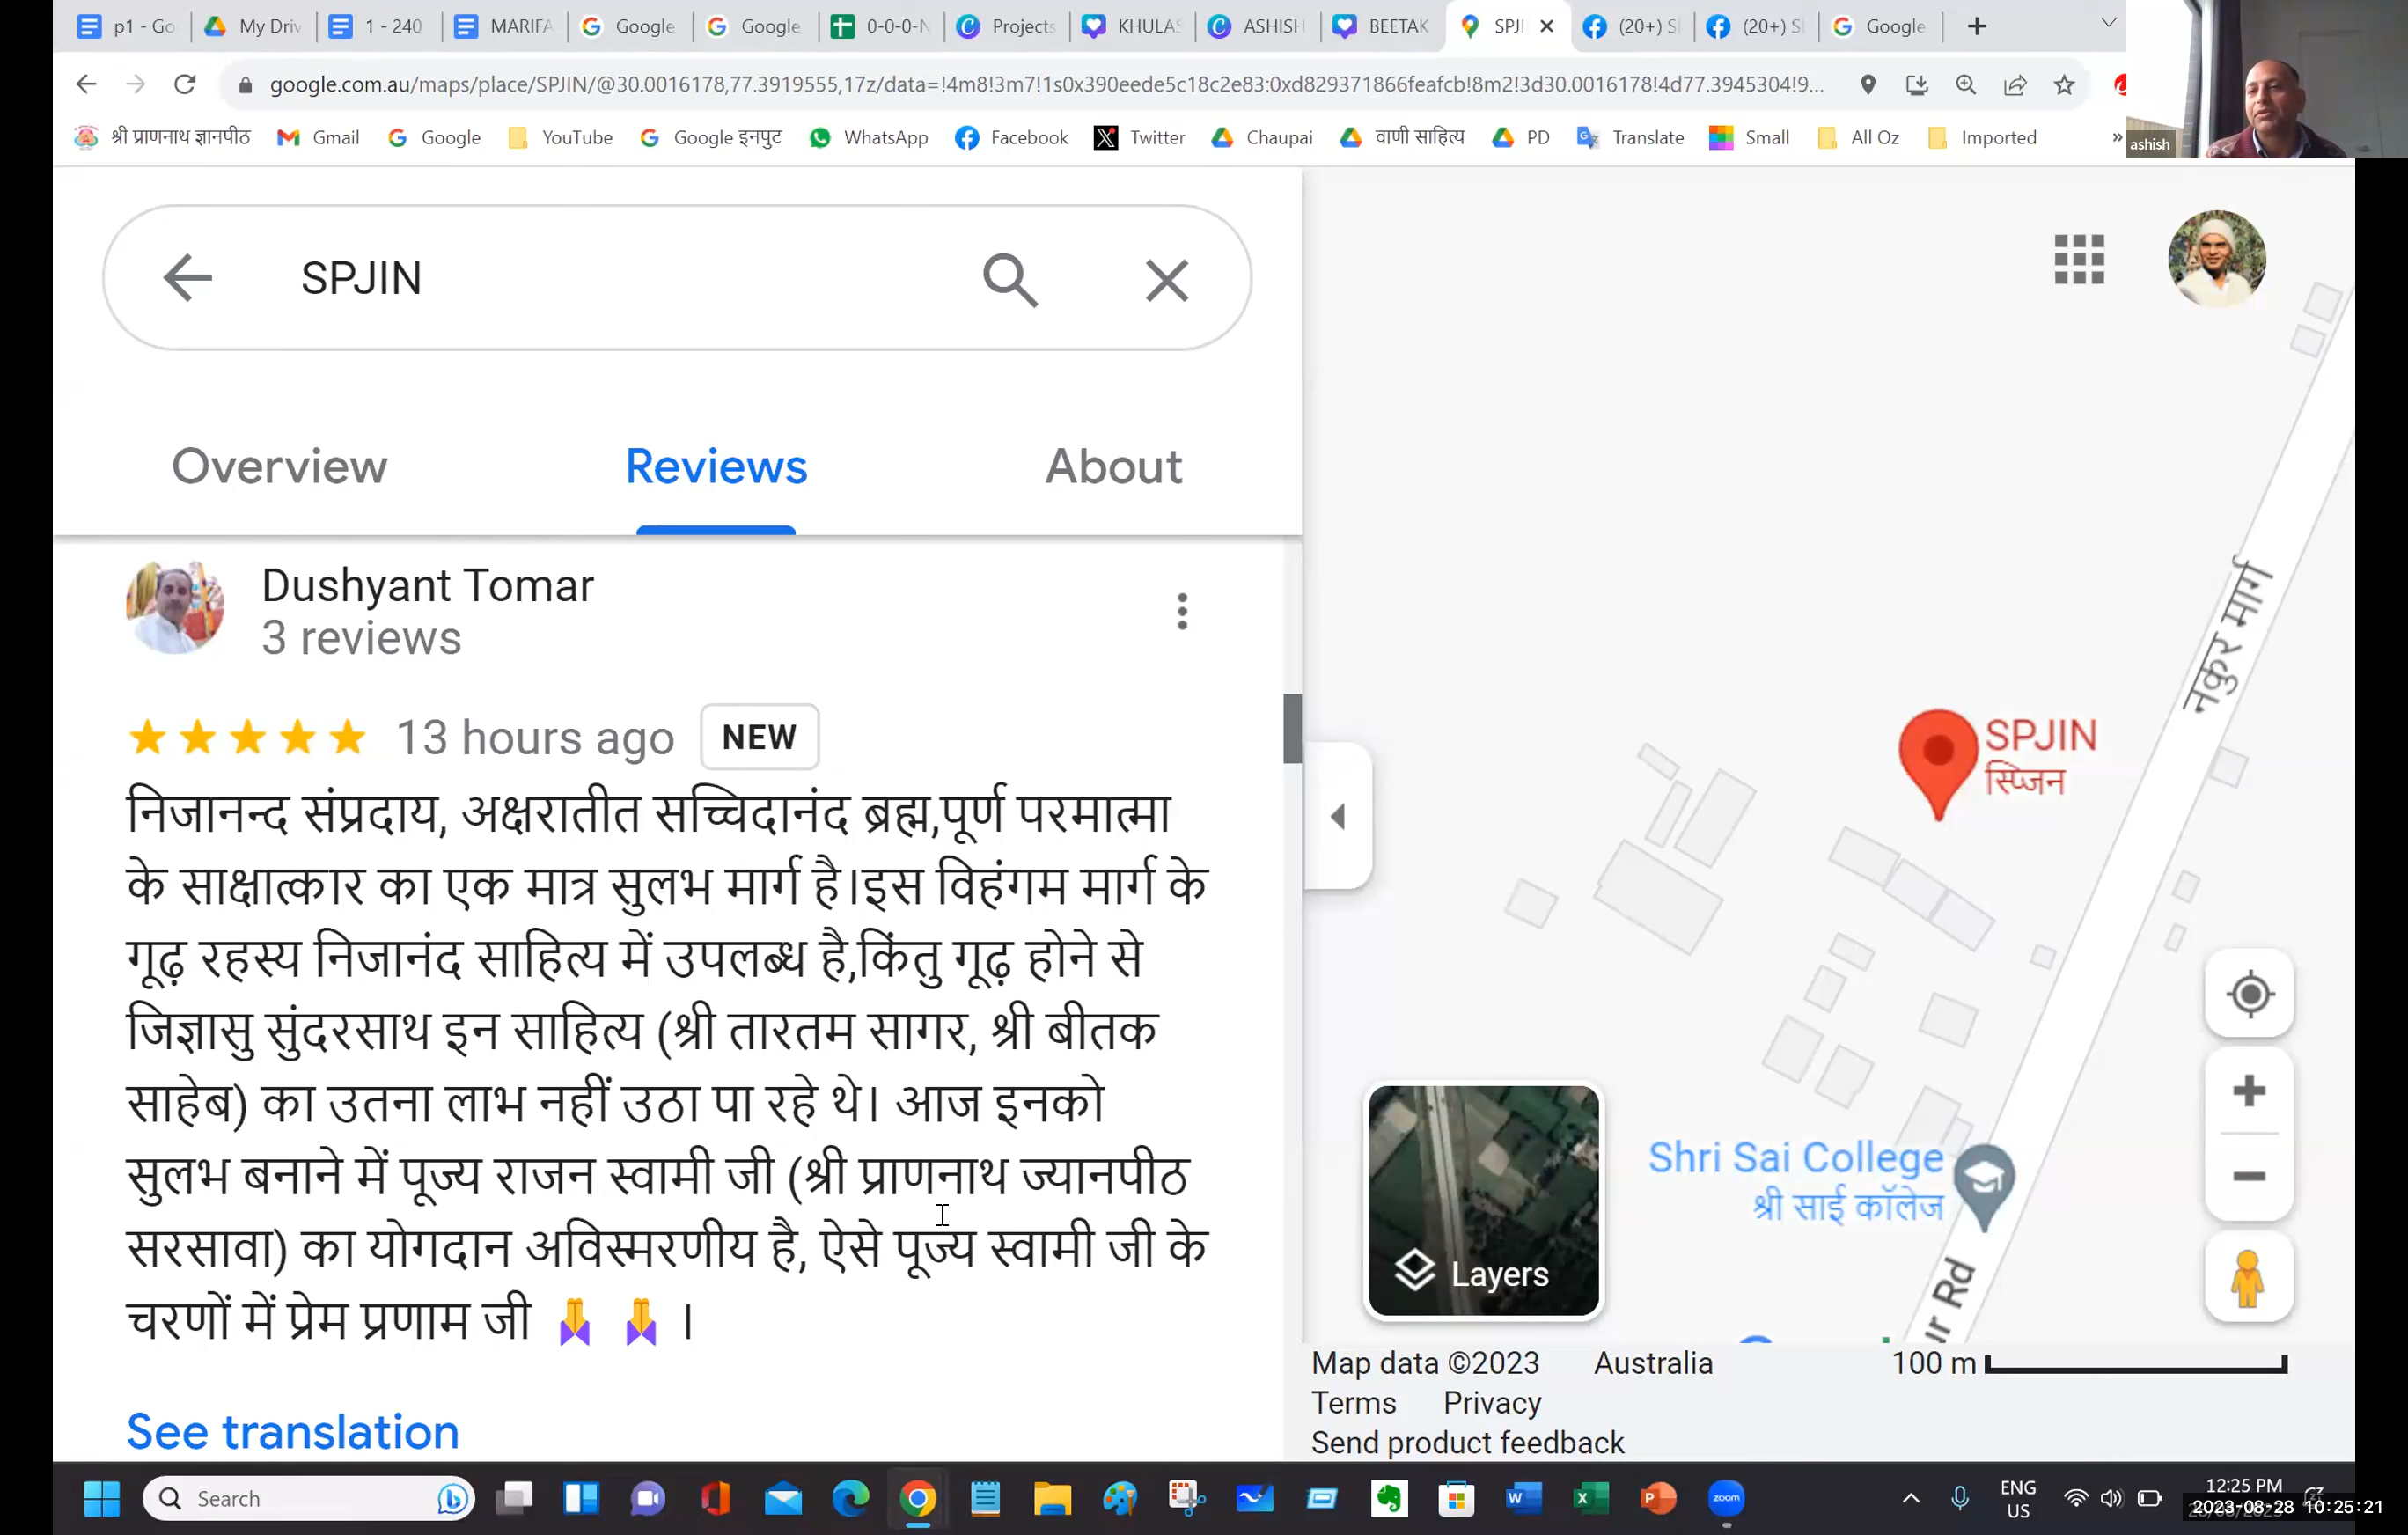 p1 - Go
My Driv
1 - 240
MARIFA
Google
Google
0-0-0-N
Projects
KHULAS
ASHISH
BEETAK
SPJI
(20+) S
(20+) S
Google
google.com.au/maps/place/SPJIN/@30.0016178,77.3919555,17z/data=!4m8!3m7!1s0x390eede5c18c2e83:0xd829371866feafcb!8m2!3d30.0016178!4d77.3945304!9...
श्री प्राणनाथ ज्ञानपीठ
Gmail
Google
YouTube
Google इनपुट
WhatsApp
Facebook
Twitter
Chaupai
वाणी साहित्य
PD
Translate
Small
All Oz
Imported
»
ashish
SPJIN
Overview
Reviews
About
Dushyant Tomar
3 reviews
13 hours ago NEW
निजानन्द संप्रदाय, अक्षरातीत सच्चिदानंद ब्रह्म,पूर्ण परमात्मा
के साक्षात्कार का एक मात्र सुलभ मार्ग है।इस विहंगम मार्ग के
गूढ़ रहस्य निजानंद साहित्य में उपलब्ध है,किंतु गूढ़ होने से
जिज्ञासु सुंदरसाथ इन साहित्य (श्री तारतम सागर, श्री बीतक
साहेब) का उतना लाभ नहीं उठा पा रहे थे। आज इनको
सुलभ बनाने में पूज्य राजन स्वामी जी (श्री प्राणनाथ ज्यानपीठ
सरसावा) का योगदान अविस्मरणीय है, ऐसे पूज्य स्वामी जी के
चरणों में प्रेम प्रणाम जी 🙏 🙏 ।
See translation
नकुर मार्ग
SPJIN
स्प्जिन
Shri Sai College
श्री साई कॉलेज
ur Rd
Layers
Map data ©2023
Australia
100 m
Terms
Privacy
Send product feedback
Search
zoom
ENG
US
12:25 PM
2023-08-28 10:25:21